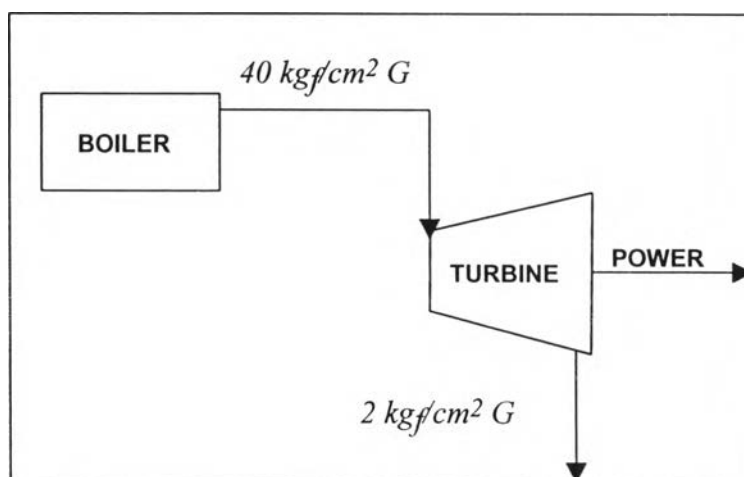 40 kgf/cm² G
BOILER
POWER
TURBINE
2 kgf/cm² G